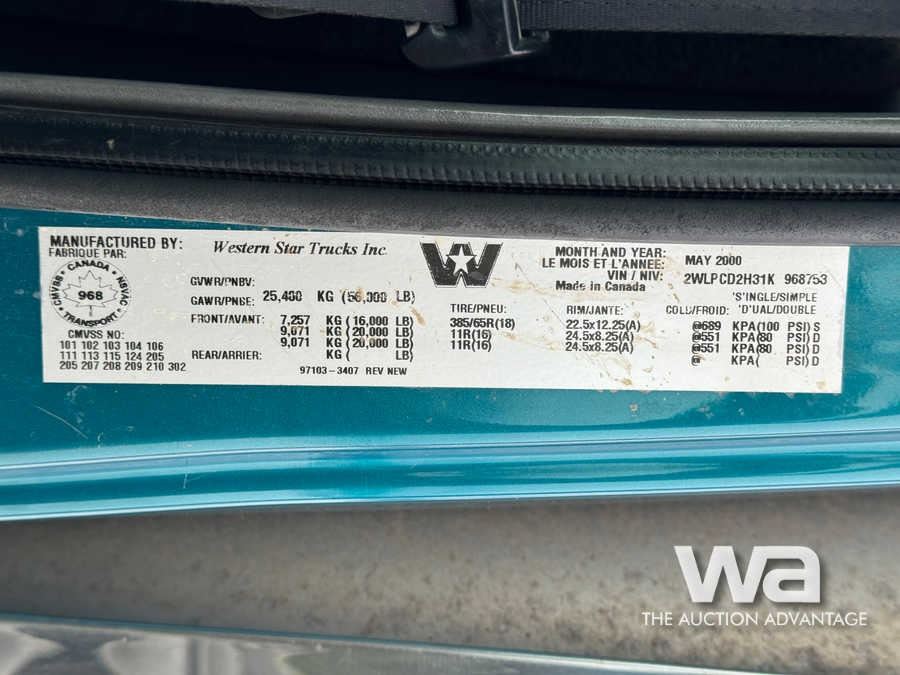 MANUFACTURED BY:
FABRIQUE PAR:
Western Star Trucks Inc.
W
MONTH AND YEAR: MAY 2000
LE MOIS ET L'ANNEE:
VIN / NIV: 2WLPCD2H31K 968753
Made in Canada
CANADA
CMVSS NSVAC
968
TRANSPORT
CMVSS NO:
101 102 103 104 106
111 113 115 124 205
205 207 208 209 210 302
GVWR/PNBV:
GAWR/PNBE: 25,400 KG (56,000 LB)
FRONT/AVANT: 7,257 KG (16,000 LB)
9,071 KG (20,000 LB)
9,071 KG (20,000 LB)
REAR/ARRIER: KG ( LB)
97103-3407 REV NEW
TIRE/PNEU:
385/65R(18)
11R(16)
11R(16)
RIM/JANTE:
22.5x12.25(A)
24.5x8.25(A)
24.5x8.25(A)
'S'INGLE/SIMPLE
COLD/FROID: 'D'UAL/DOUBLE
@689 KPA(100 PSI) S
@551 KPA(80 PSI) D
@551 KPA(80 PSI) D
@ KPA( PSI) D
wa
THE AUCTION ADVANTAGE